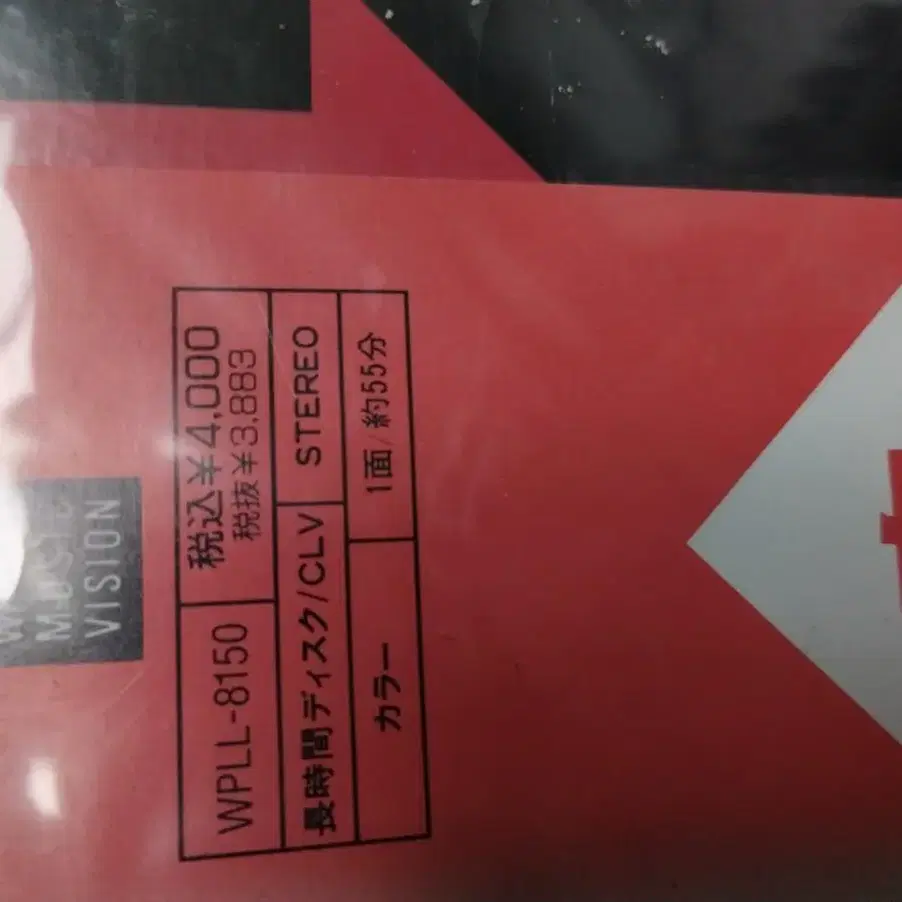 WPLL-8150
税込¥4,000
税抜¥3,883
長時間ディスク/CLV
STEREO
カラー
1面/約55分
MUSIC
VISION